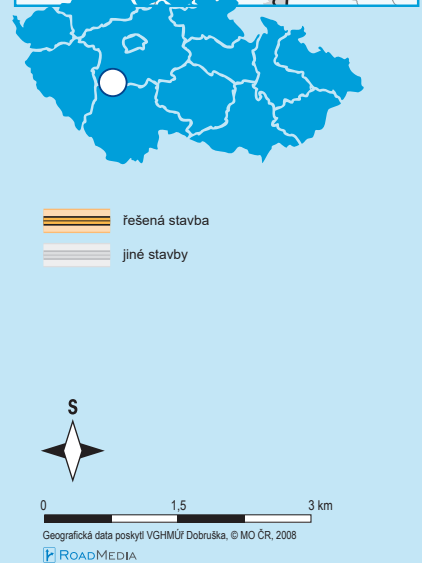 řešená stavba
jiné stavby
S
0 1,5 3 km
Geografická data poskytl VGHMÚř Dobruška, © MO ČR, 2008
ROADMEDIA